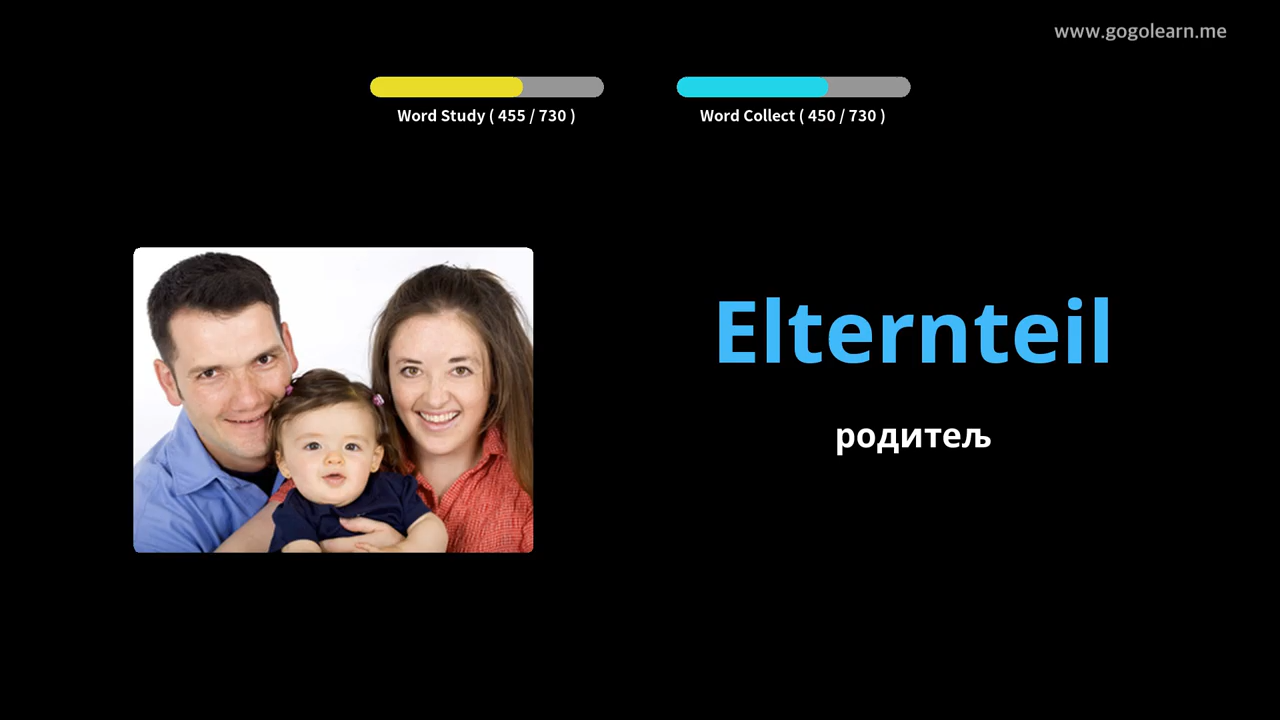 www.gogolearn.me
Word Study ( 455 / 730 )
Word Collect ( 450 / 730 )
Elternteil
родитељ